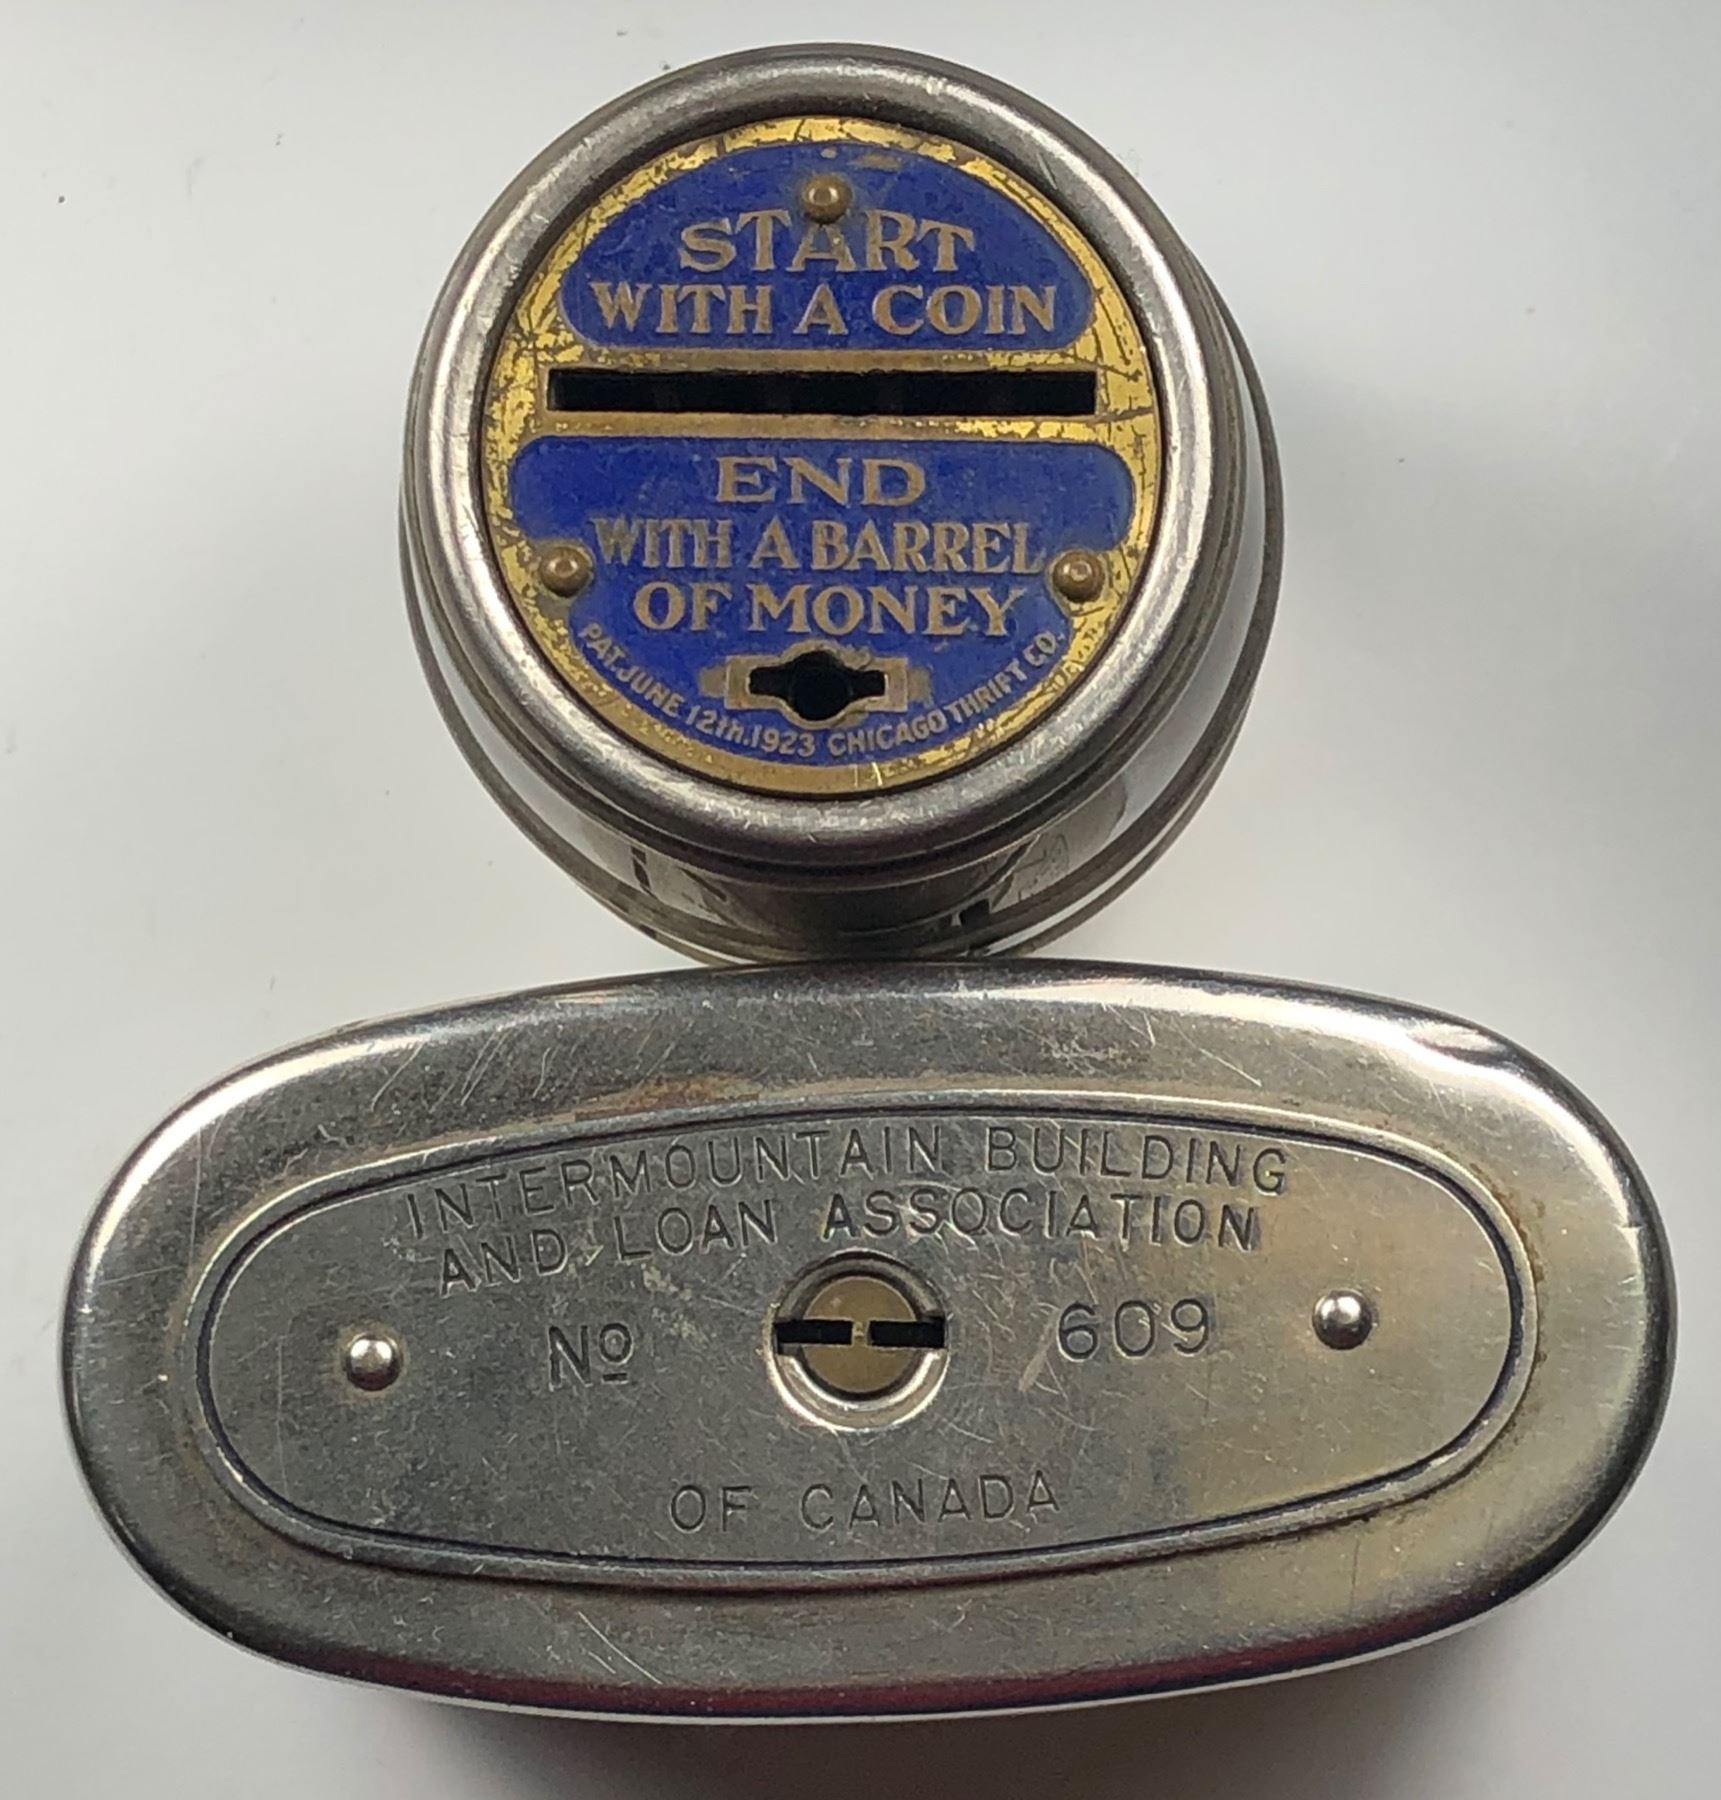 START
WITH A COIN
END
WITH A BARREL
OF MONEY
PAT. JUNE 12th. 1923 CHICAGO THRIFT CO.
INTERMOUNTAIN BUILDING
AND LOAN ASSOCIATION
No 609
OF CANADA